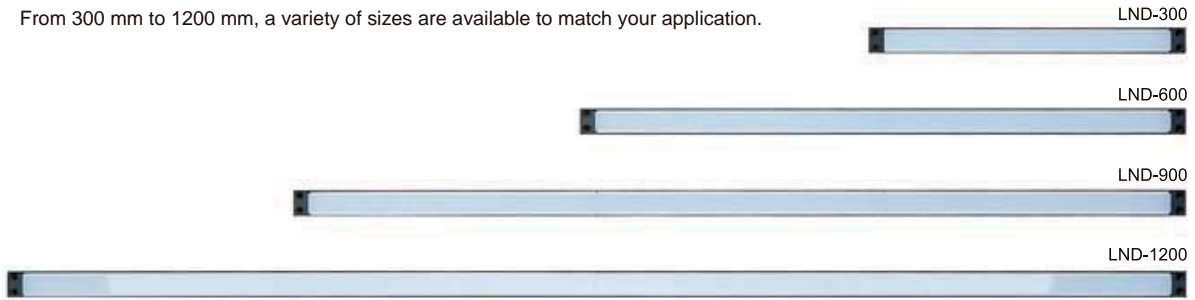 From 300 mm to 1200 mm, a variety of sizes are available to match your application.
LND-300
LND-600
LND-900
LND-1200